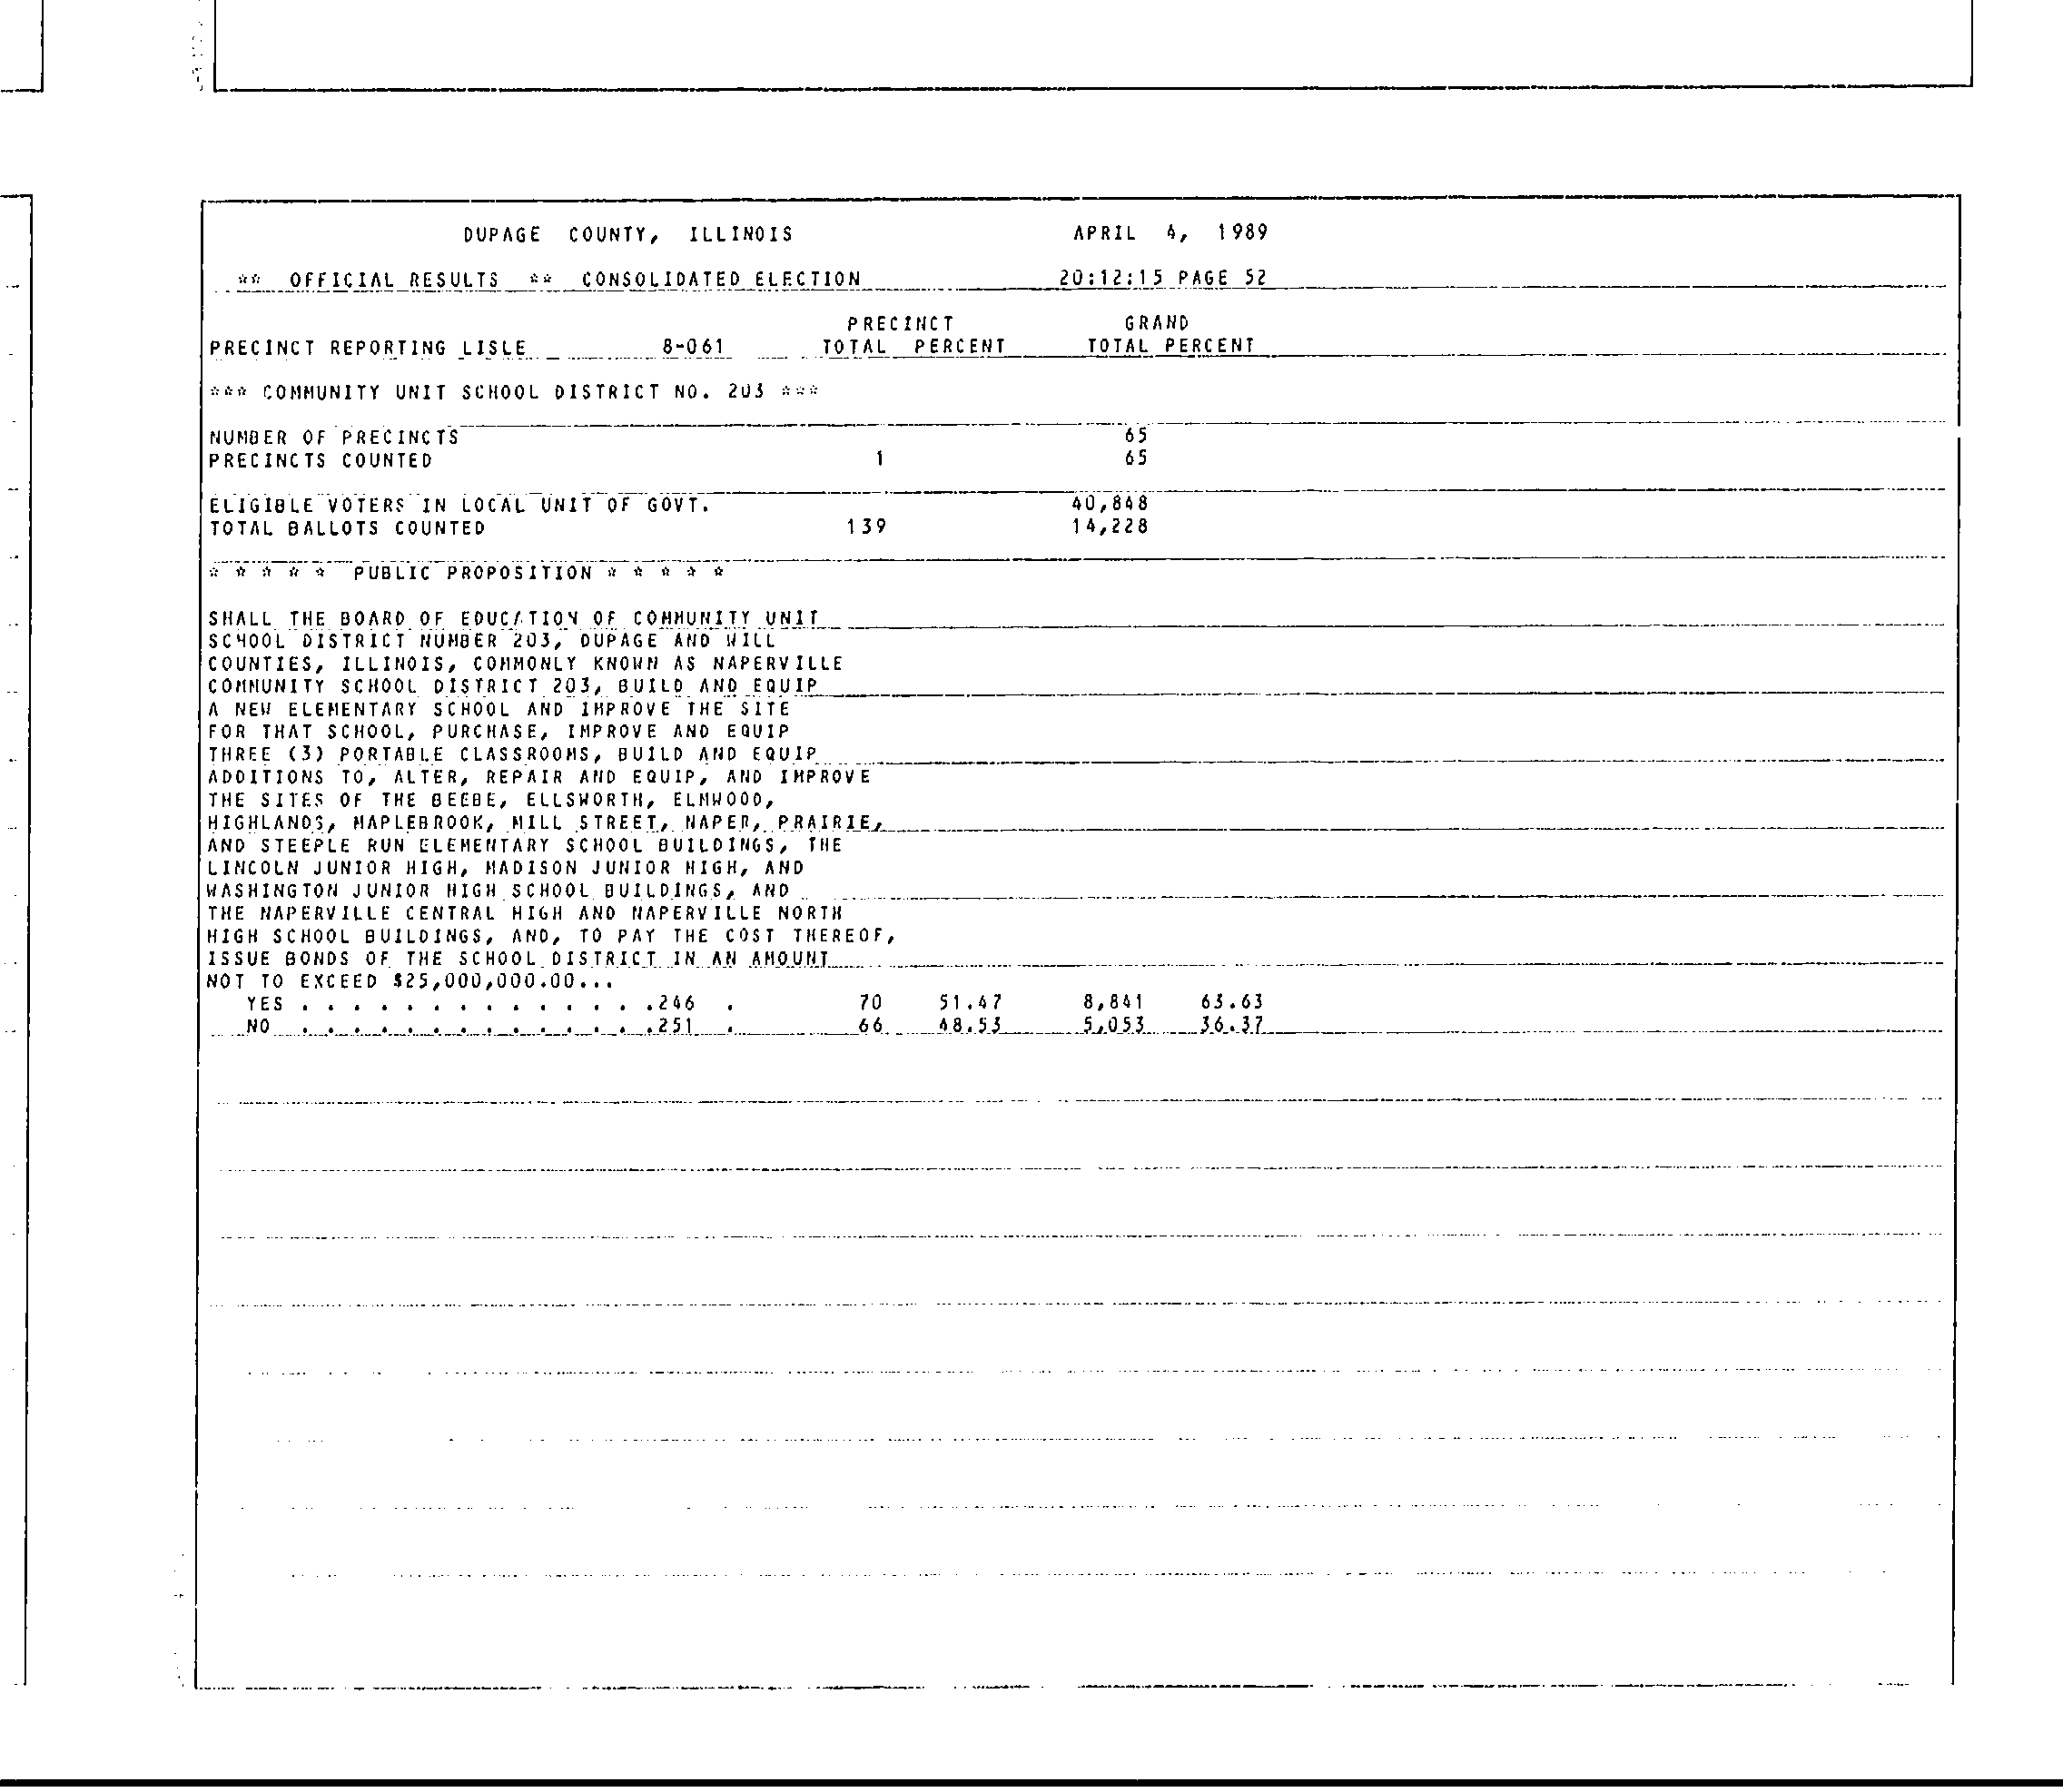 DUPAGE COUNTY, ILLINOIS APRIL 4, 1989
** OFFICIAL RESULTS ** CONSOLIDATED ELECTION 20:12:15 PAGE 52
PRECINCT GRAND
PRECINCT REPORTING LISLE 8-061 TOTAL PERCENT TOTAL PERCENT
*** COMMUNITY UNIT SCHOOL DISTRICT NO. 203 ***
NUMBER OF PRECINCTS 65
PRECINCTS COUNTED 1 65
ELIGIBLE VOTERS IN LOCAL UNIT OF GOVT. 40,848
TOTAL BALLOTS COUNTED 139 14,228
* * * * * PUBLIC PROPOSITION * * * * *
SHALL THE BOARD OF EDUCATION OF COMMUNITY UNIT
SCHOOL DISTRICT NUMBER 203, DUPAGE AND WILL
COUNTIES, ILLINOIS, COMMONLY KNOWN AS NAPERVILLE
COMMUNITY SCHOOL DISTRICT 203, BUILD AND EQUIP
A NEW ELEMENTARY SCHOOL AND IMPROVE THE SITE
FOR THAT SCHOOL, PURCHASE, IMPROVE AND EQUIP
THREE (3) PORTABLE CLASSROOMS, BUILD AND EQUIP
ADDITIONS TO, ALTER, REPAIR AND EQUIP, AND IMPROVE
THE SITES OF THE BEEBE, ELLSWORTH, ELMWOOD,
HIGHLANDS, MAPLEBROOK, MILL STREET, NAPER, PRAIRIE,
AND STEEPLE RUN ELEMENTARY SCHOOL BUILDINGS, THE
LINCOLN JUNIOR HIGH, MADISON JUNIOR HIGH, AND
WASHINGTON JUNIOR HIGH SCHOOL BUILDINGS, AND
THE NAPERVILLE CENTRAL HIGH AND NAPERVILLE NORTH
HIGH SCHOOL BUILDINGS, AND, TO PAY THE COST THEREOF,
ISSUE BONDS OF THE SCHOOL DISTRICT IN AN AMOUNT
NOT TO EXCEED $25,000,000.00...
YES . . . . . . . . . . . . . .246 . 70 51.47 8,841 63.63
NO . . . . . . . . . . . . . .251 . 66 48.53 5,053 36.37